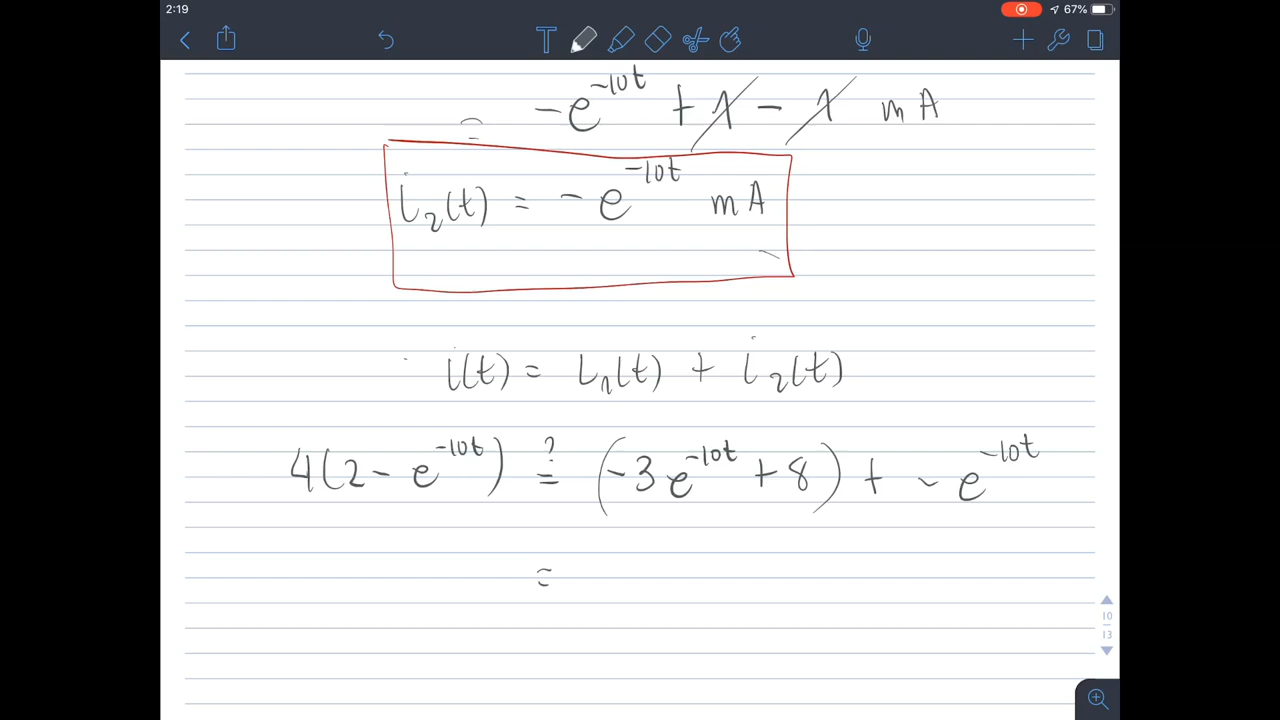 2:19 67%
T
= -e^{-10t} + 1 - 1 mA
i₂(t) = -e^{-10t} mA
i(t) = i₁(t) + i₂(t)
4(2 - e^{-10t}) ≟ (-3e^{-10t} + 8) + -e^{-10t}
=
10
13